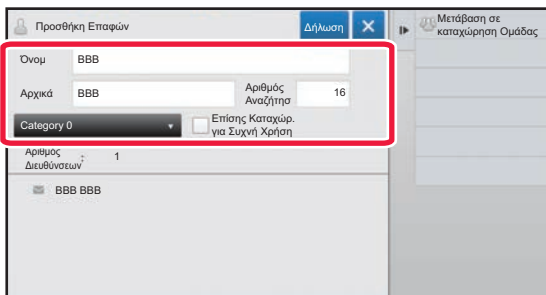 Προσθήκη Επαφών
Δήλωση
Μετάβαση σε
καταχώρηση Ομάδας
Όνομ
BBB
Αρχικά
BBB
Αριθμός
Αναζήτησ
16
Category 0
Επίσης Καταχώρ.
για Συχνή Χρήση
Αριθμός
Διευθύνσεων
:
1
BBB BBB